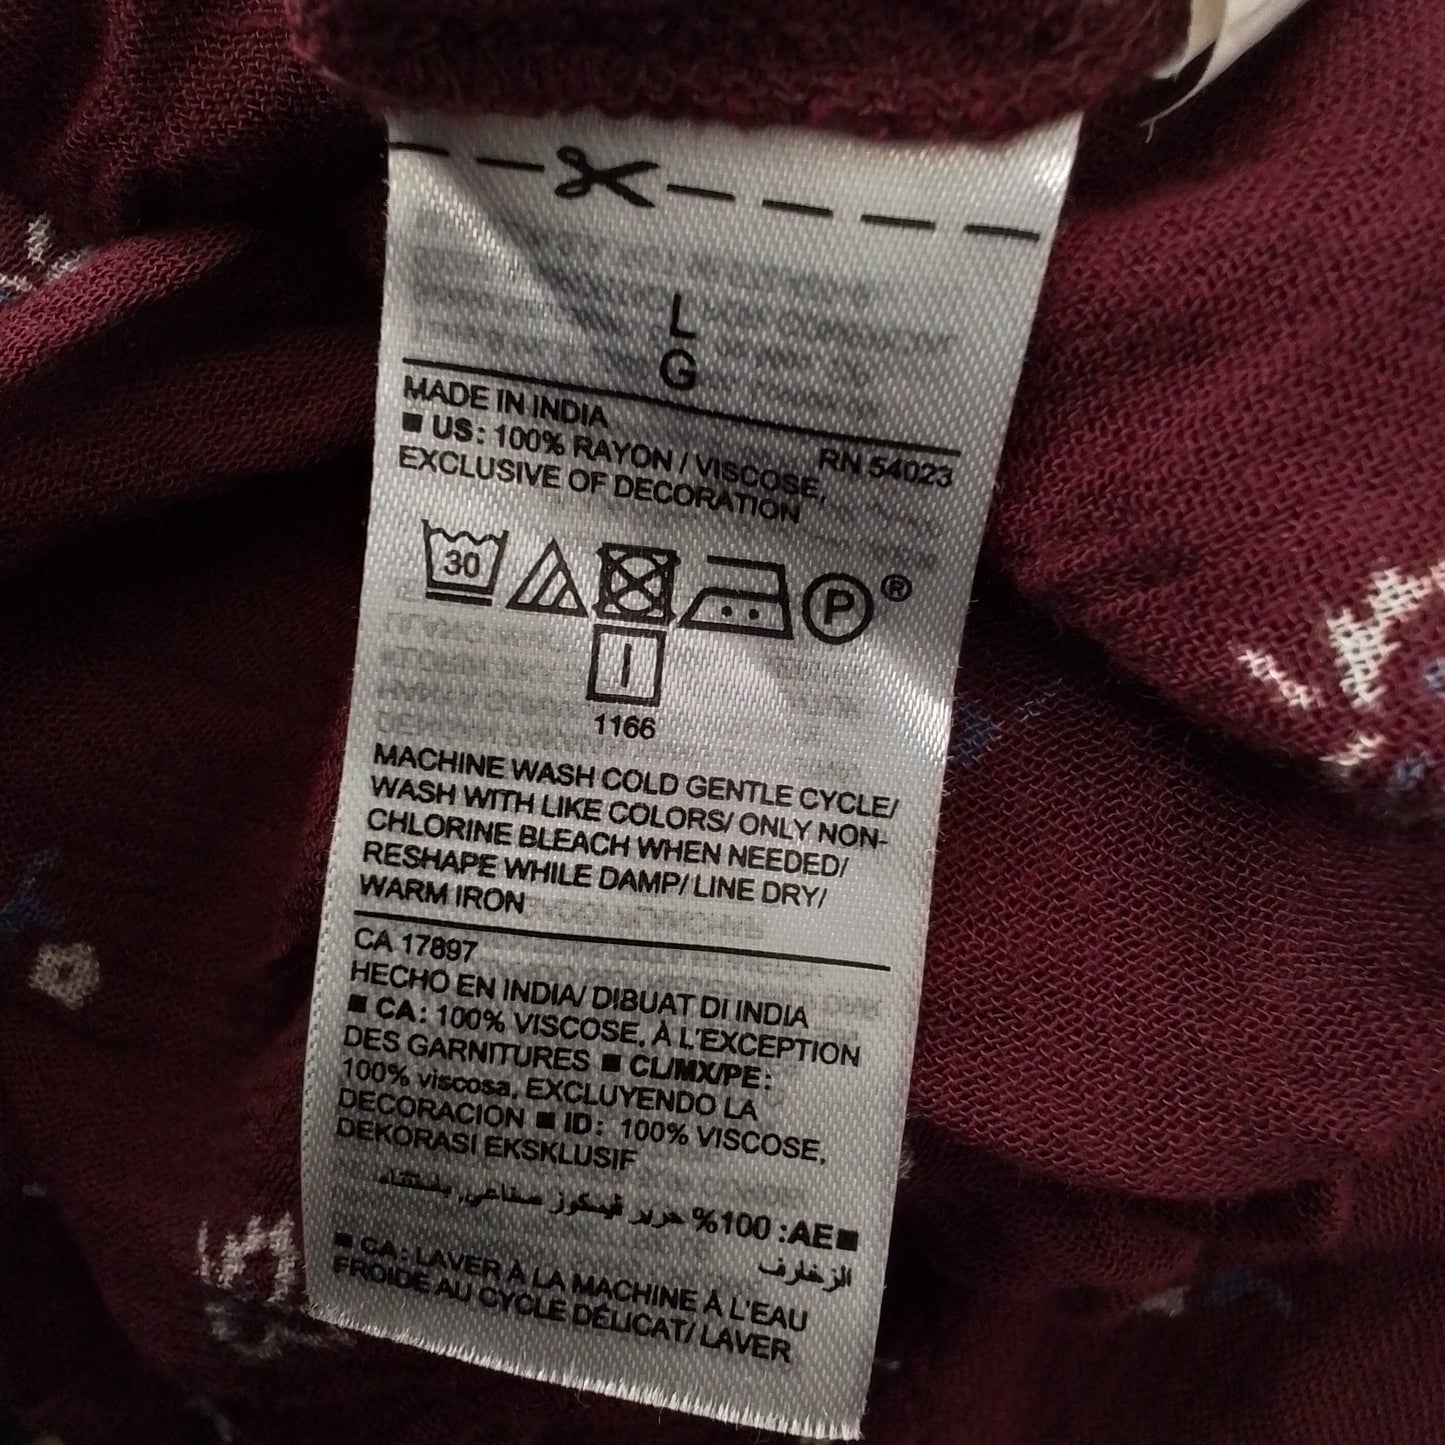 L
G
MADE IN INDIA
RN 54023
■ US: 100% RAYON / VISCOSE,
EXCLUSIVE OF DECORATION
30
P ®
1166
MACHINE WASH COLD GENTLE CYCLE/
WASH WITH LIKE COLORS/ ONLY NON-
CHLORINE BLEACH WHEN NEEDED/
RESHAPE WHILE DAMP/ LINE DRY/
WARM IRON
CA 17897
HECHO EN INDIA/ DIBUAT DI INDIA
■ CA: 100% VISCOSE, À L'EXCEPTION
DES GARNITURES ■ CL/MX/PE:
100% viscosa, EXCLUYENDO LA
DECORACION ■ ID: 100% VISCOSE,
DEKORASI EKSKLUSIF
■AE: 100% حرير فيسكوز صناعي, باستثناء
الزخارف
■ CA: LAVER À LA MACHINE À L'EAU
FROIDE AU CYCLE DÉLICAT/ LAVER